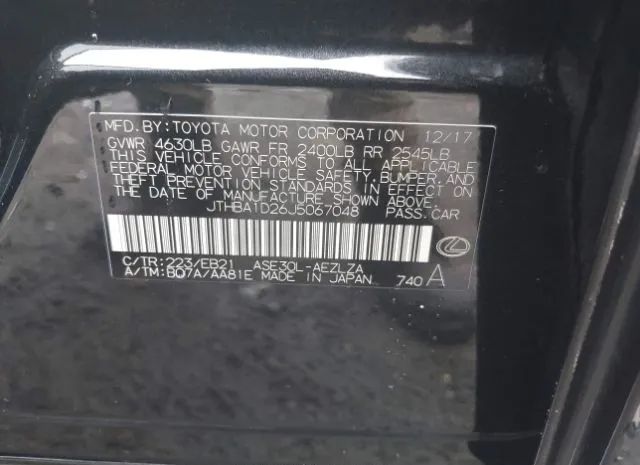 MFD.BY:TOYOTA MOTOR CORPORATION 12/17
GVWR 4630LB GAWR FR 2400LB RR 2545LB
THIS VEHICLE CONFORMS TO ALL APPLICABLE
FEDERAL MOTOR VEHICLE SAFETY,BUMPER,AND
THEFT PREVENTION STANDARDS IN EFFECT ON
THE DATE OF MANUFACTURE SHOWN ABOVE.
JTHBA1D26J5067048 PASS.CAR
C/TR:223/EB21 ASE30L-AEZLZA
A/TM:BQ7A/AA81E MADE IN JAPAN 740 A